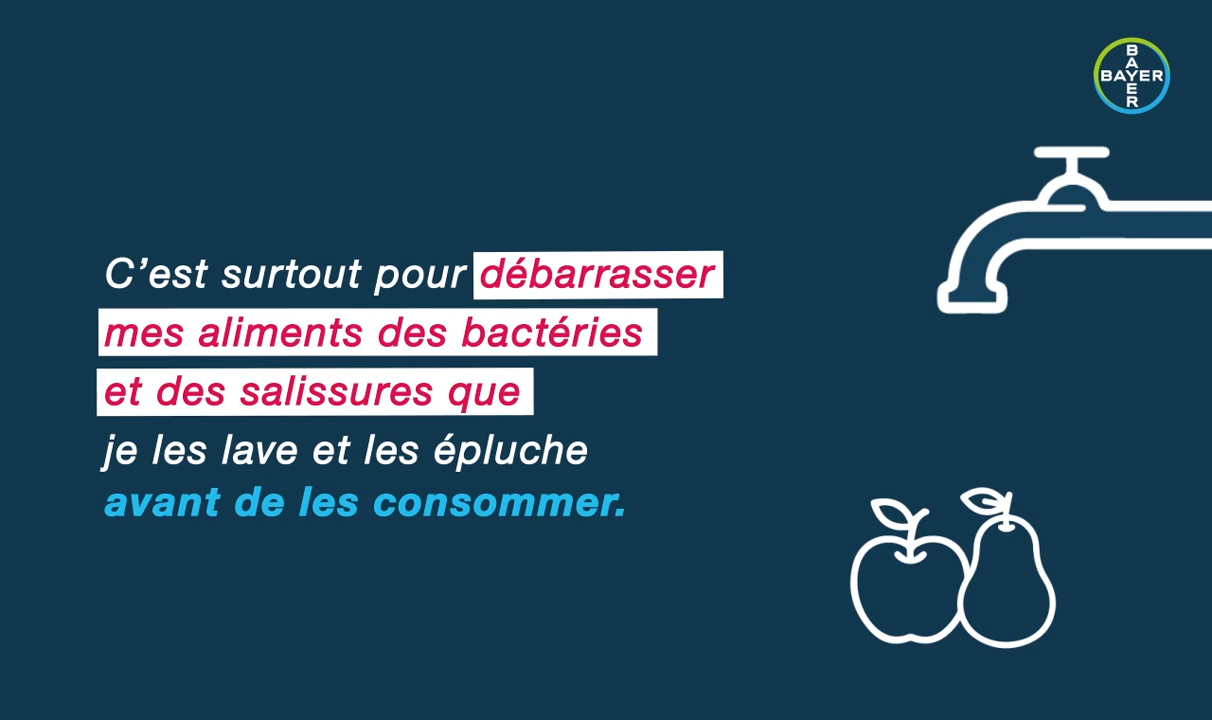 BAYER
BAYER
C’est surtout pour débarrasser
mes aliments des bactéries
et des salissures que
je les lave et les épluche
avant de les consommer.